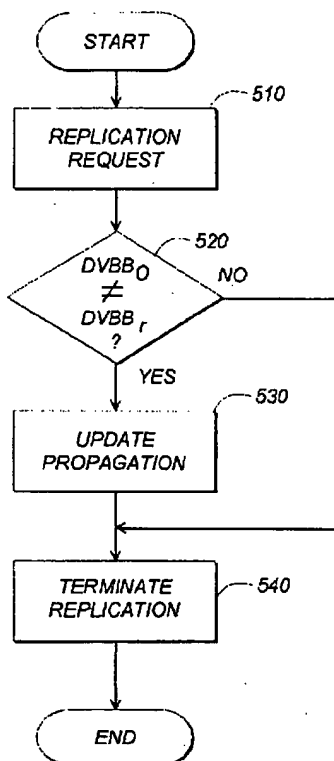 START
510
REPLICATION
REQUEST
520
DVBB0
≠
DVBBr
?
NO
YES
530
UPDATE
PROPAGATION
TERMINATE
REPLICATION
540
END